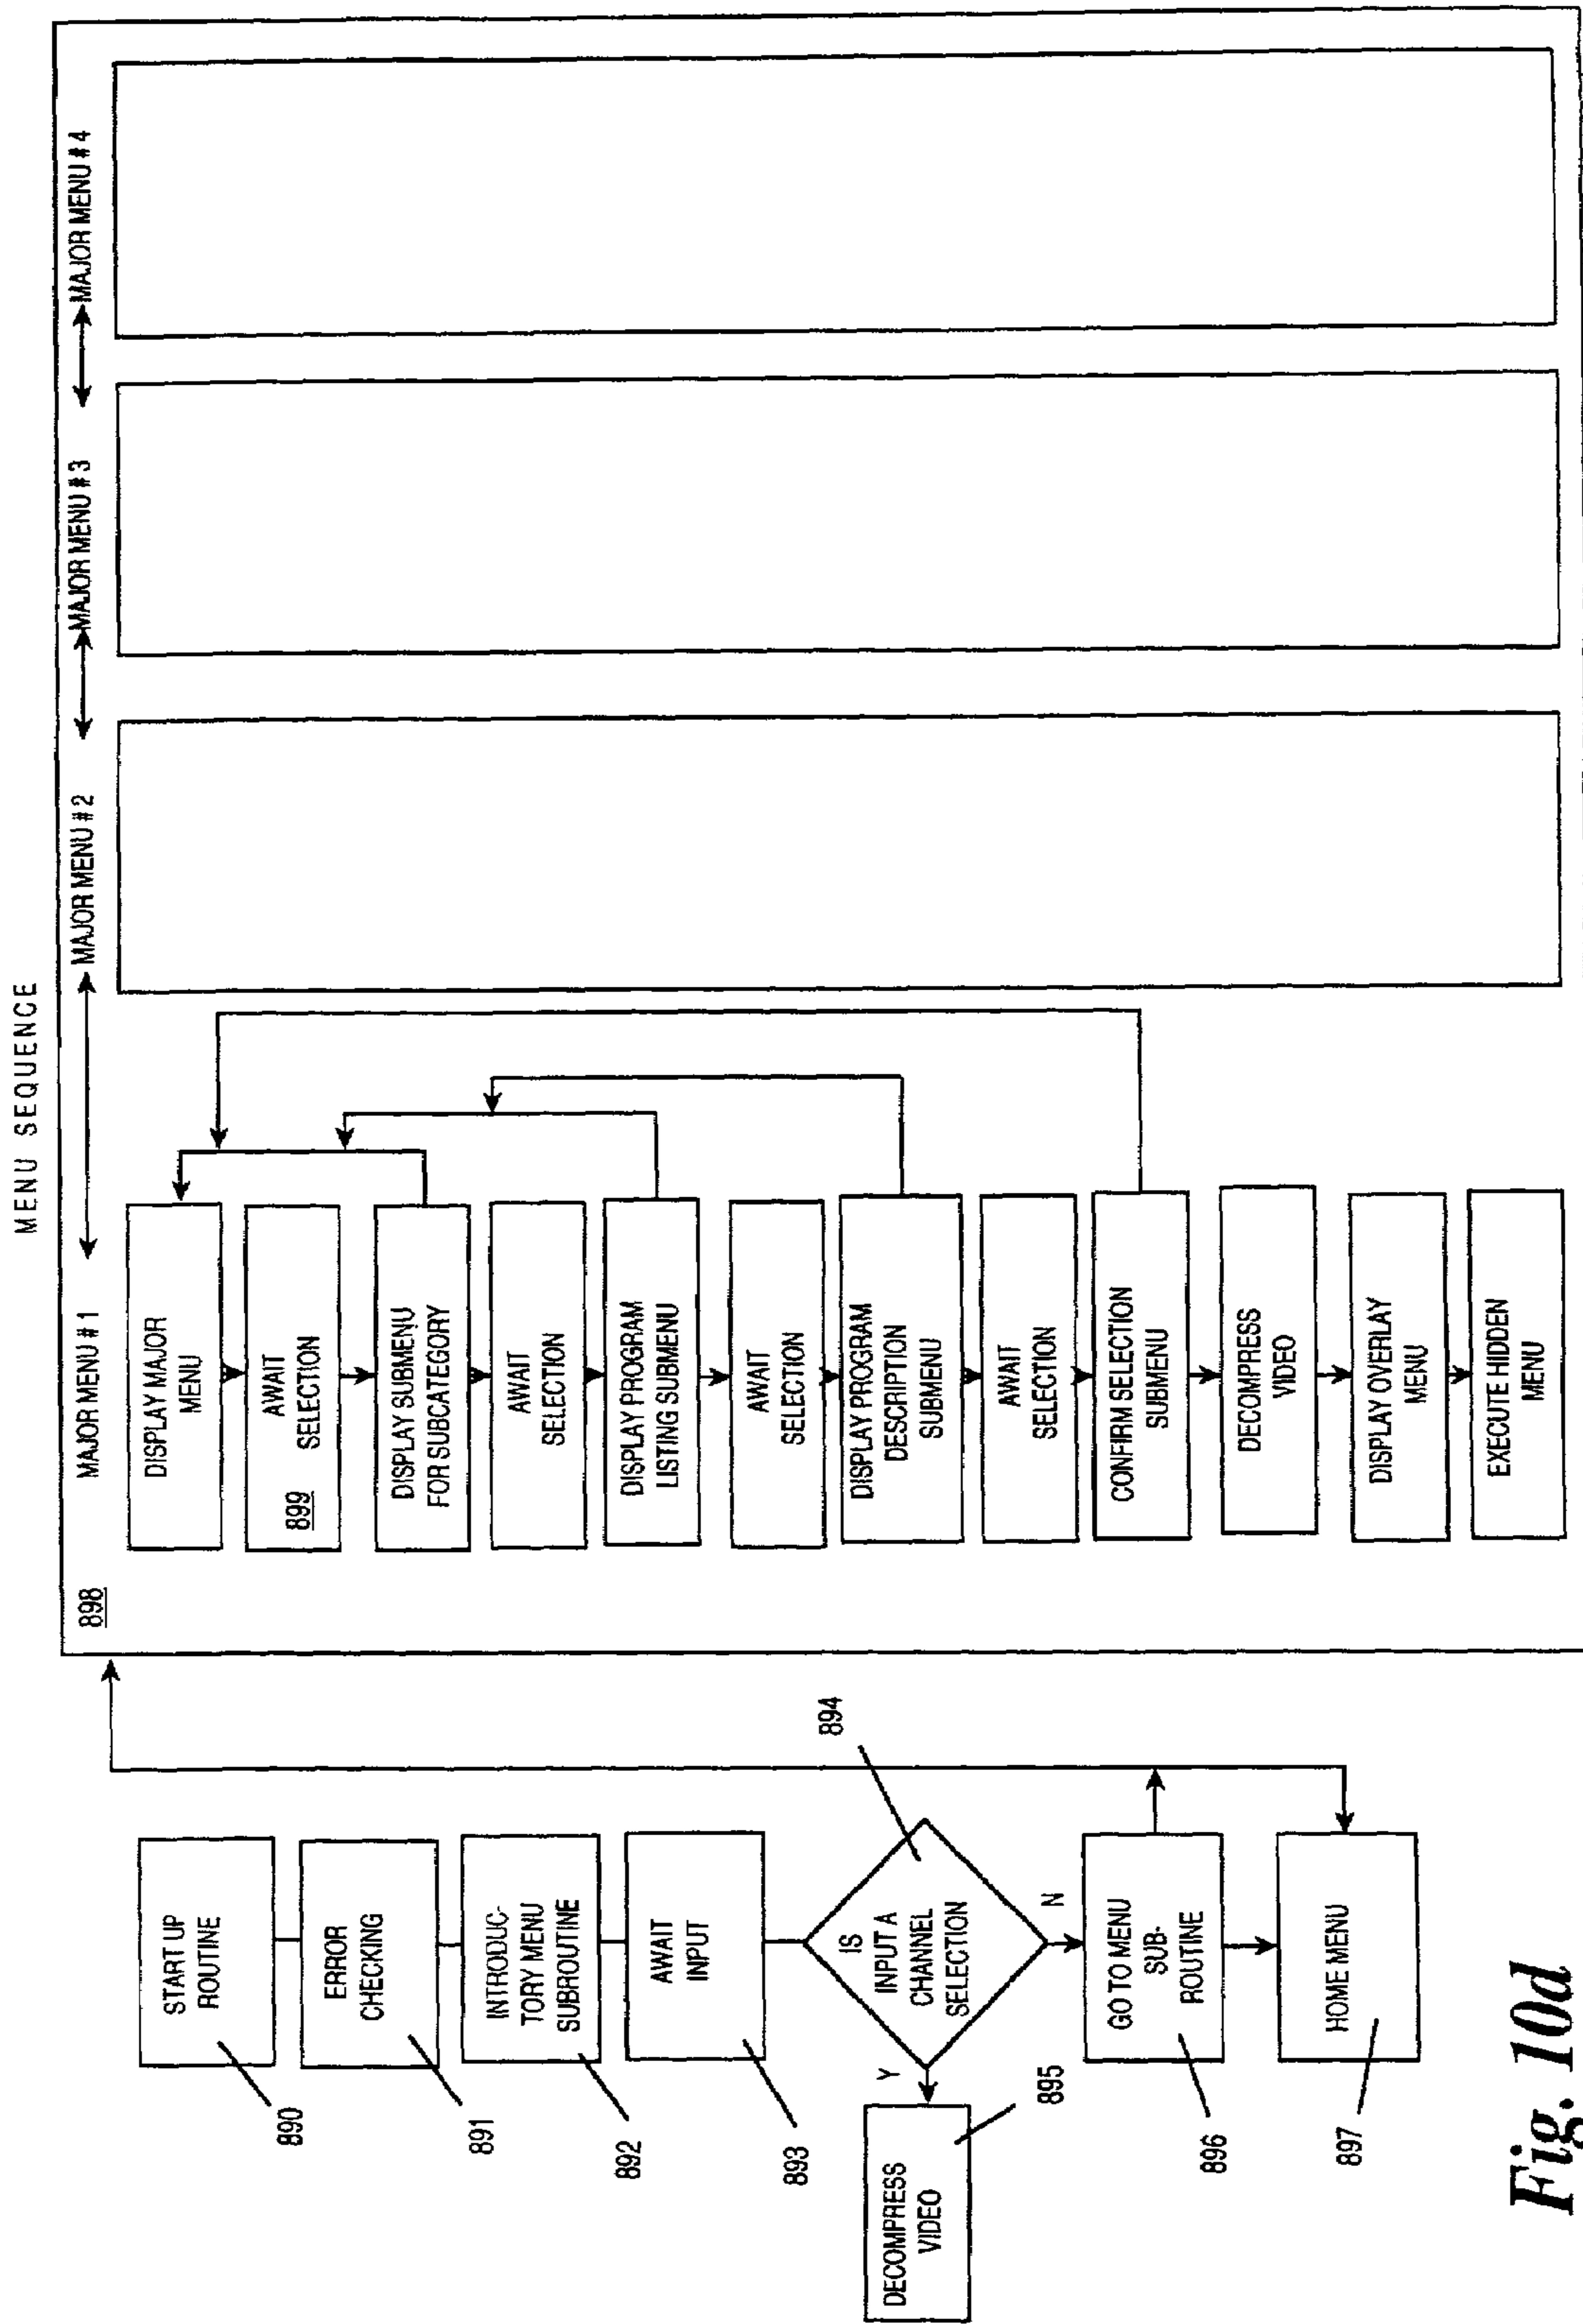 MENU SEQUENCE
START UP
ROUTINE
890
ERROR
CHECKING
891
INTRODUC-
TORY MENU
SUBROUTINE
892
AWAIT
INPUT
893
IS
INPUT A
CHANNEL
SELECTION
894
Y
N
DECOMPRESS
VIDEO
895
GO TO MENU
SUB-
ROUTINE
896
HOME MENU
897
898
MAJOR MENU # 1
MAJOR MENU # 2
MAJOR MENU # 3
MAJOR MENU # 4
DISPLAY MAJOR
MENU
AWAIT
SELECTION
899
DISPLAY SUBMENU
FOR SUBCATEGORY
AWAIT
SELECTION
DISPLAY PROGRAM
LISTING SUBMENU
AWAIT
SELECTION
DISPLAY PROGRAM
DESCRIPTION
SUBMENU
AWAIT
SELECTION
CONFIRM SELECTION
SUBMENU
DECOMPRESS
VIDEO
DISPLAY OVERLAY
MENU
EXECUTE HIDDEN
MENU
Fig. 10d